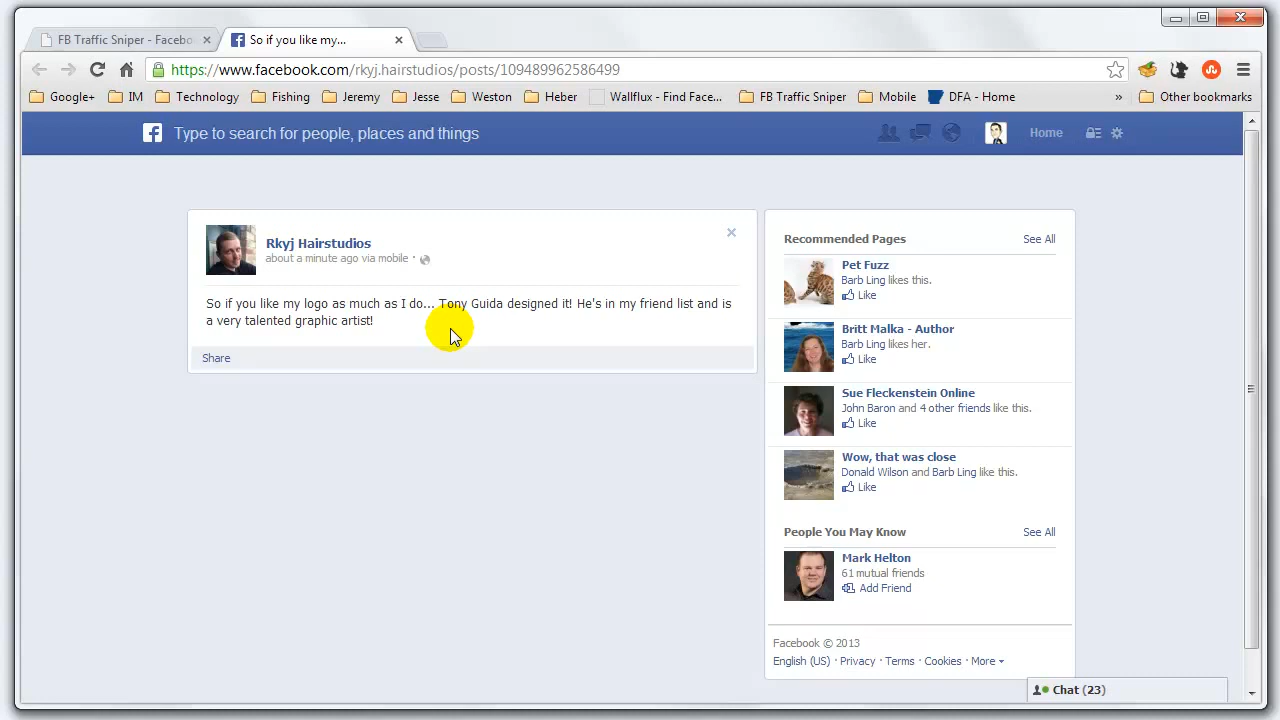 FB Traffic Sniper - Facebo
So if you like my...
https://www.facebook.com/rkyj.hairstudios/posts/109489962586499
Google+ IM Technology Fishing Jeremy Jesse Weston Heber Wallflux - Find Face... FB Traffic Sniper Mobile DFA - Home » Other bookmarks
Type to search for people, places and things
Home
Rkyj Hairstudios
about a minute ago via mobile ·
So if you like my logo as much as I do... Tony Guida designed it! He's in my friend list and is
a very talented graphic artist!
Share
Recommended Pages See All
Pet Fuzz
Barb Ling likes this.
Like
Britt Malka - Author
Barb Ling likes her.
Like
Sue Fleckenstein Online
John Baron and 4 other friends like this.
Like
Wow, that was close
Donald Wilson and Barb Ling like this.
Like
People You May Know See All
Mark Helton
61 mutual friends
Add Friend
Facebook © 2013
English (US) · Privacy · Terms · Cookies · More
Chat (23)